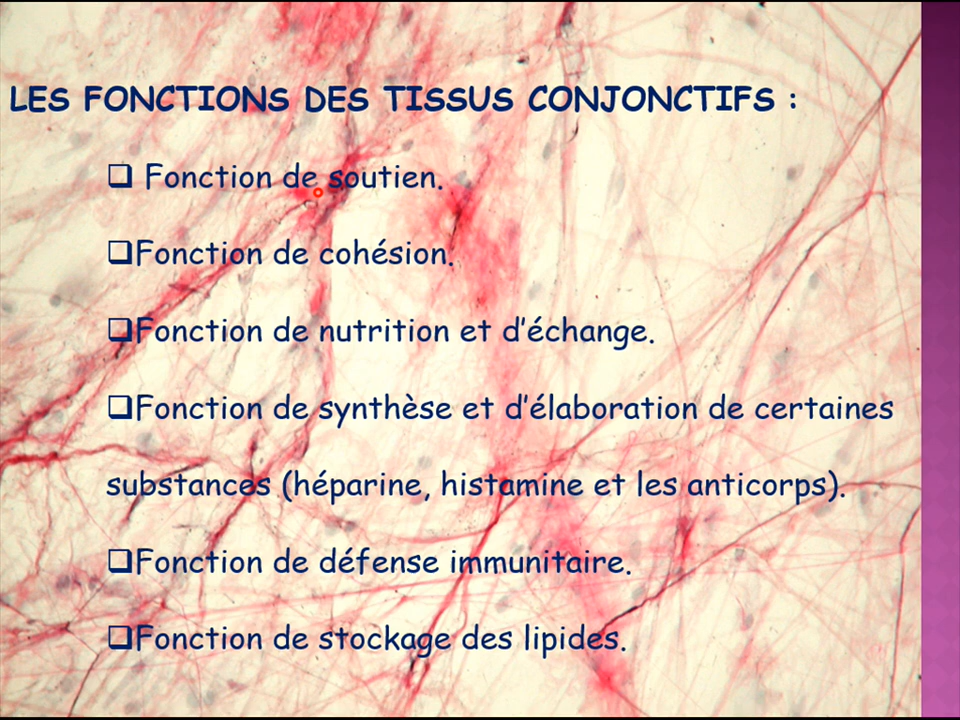 LES FONCTIONS DES TISSUS CONJONCTIFS :
❑ Fonction de soutien.
❑Fonction de cohésion.
❑Fonction de nutrition et d’échange.
❑Fonction de synthèse et d’élaboration de certaines
substances (héparine, histamine et les anticorps).
❑Fonction de défense immunitaire.
❑Fonction de stockage des lipides.